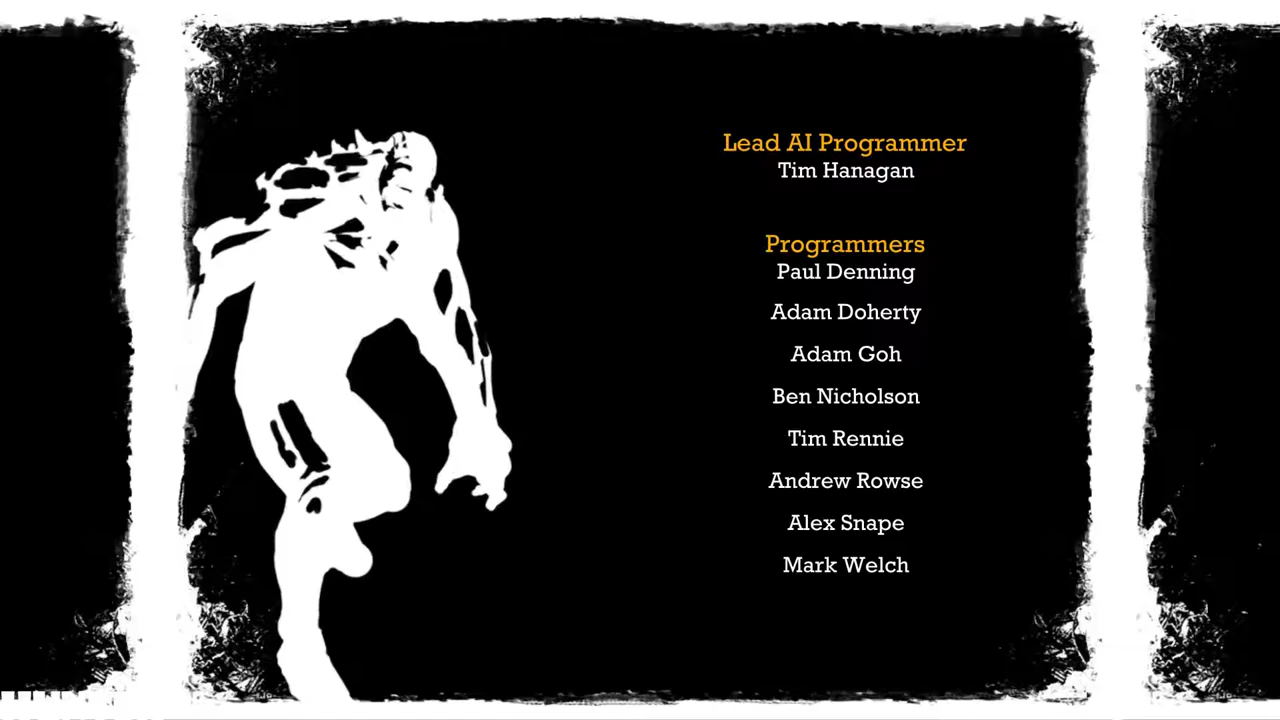 Lead AI Programmer
Tim Hanagan
Programmers
Paul Denning
Adam Doherty
Adam Goh
Ben Nicholson
Tim Rennie
Andrew Rowse
Alex Snape
Mark Welch